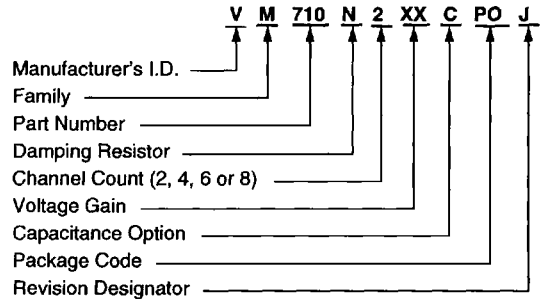 V M 710 N 2 XX C PO J
Manufacturer's I.D.
Family
Part Number
Damping Resistor
Channel Count (2, 4, 6 or 8)
Voltage Gain
Capacitance Option
Package Code
Revision Designator